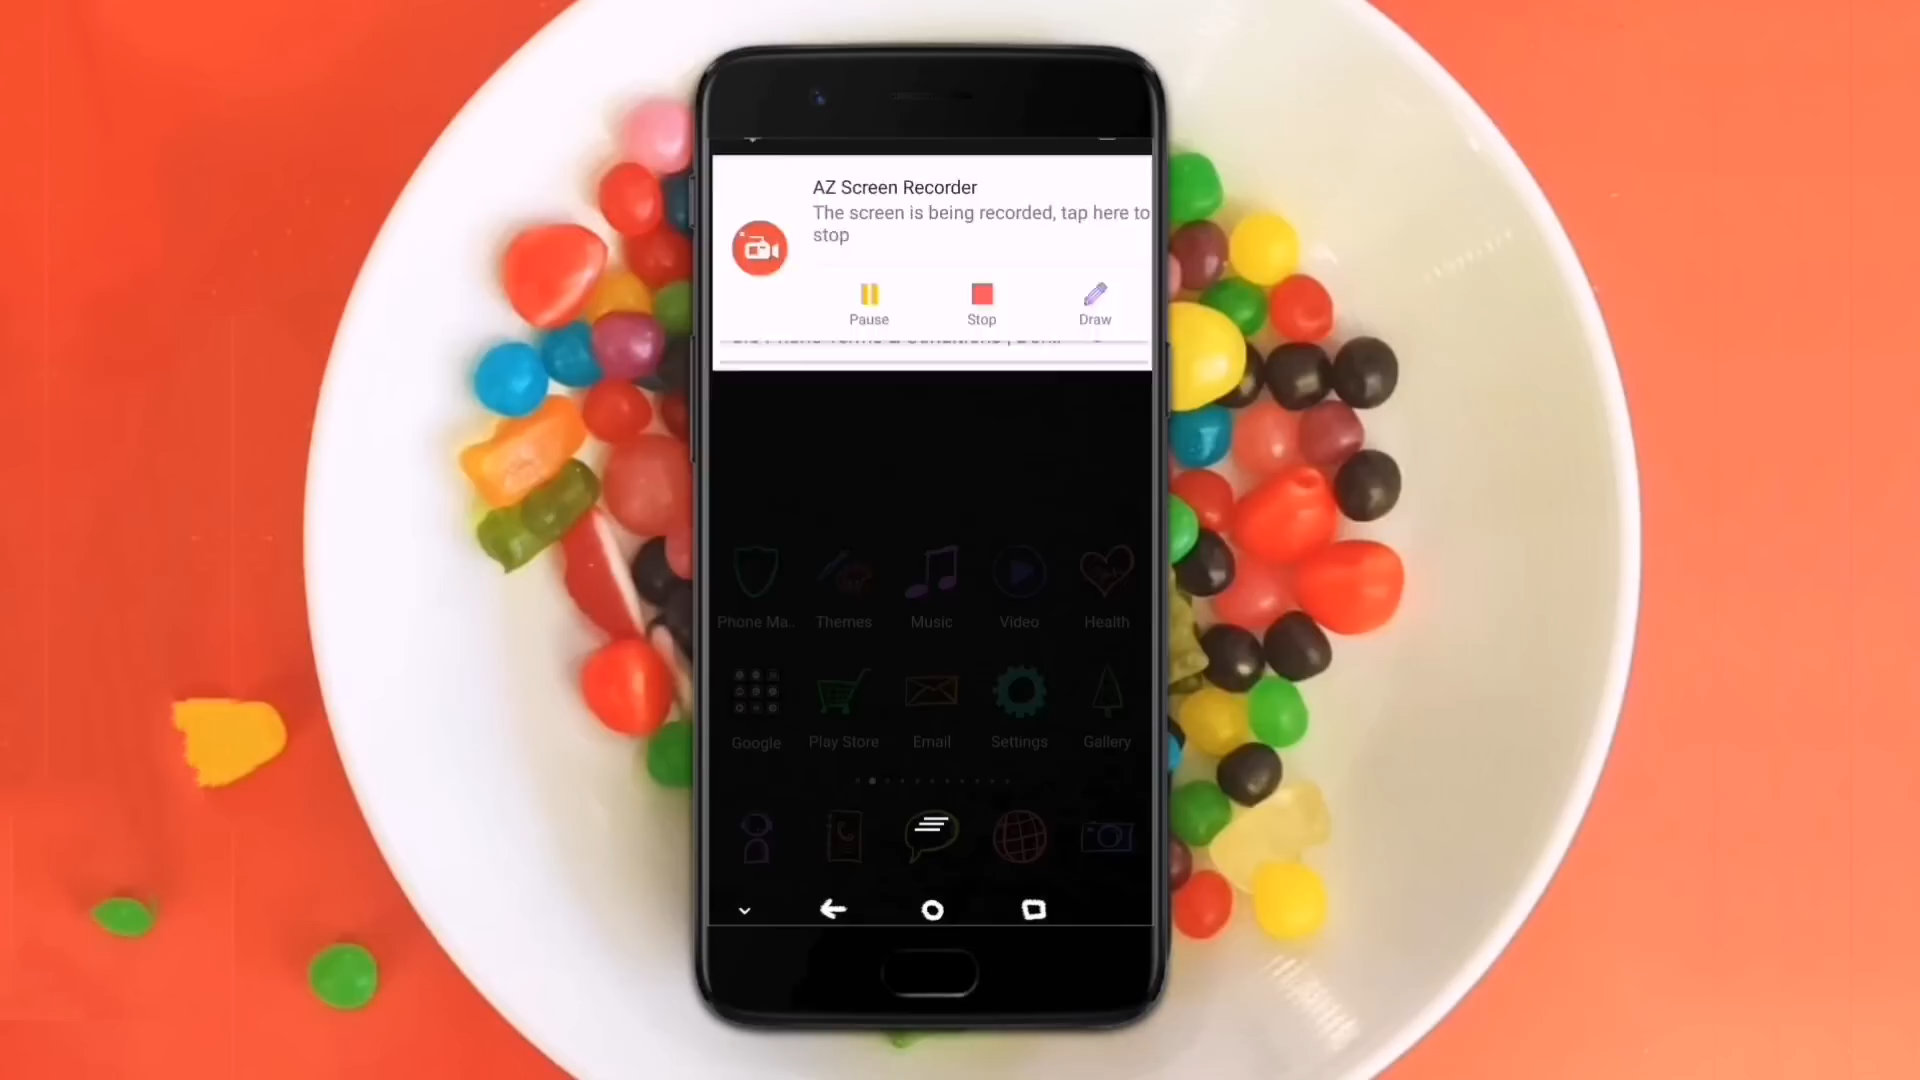 AZ Screen Recorder
The screen is being recorded, tap here to
stop
Pause Stop Draw
Phone Ma.. Themes Music Video Health
Google Play Store Email Settings Gallery